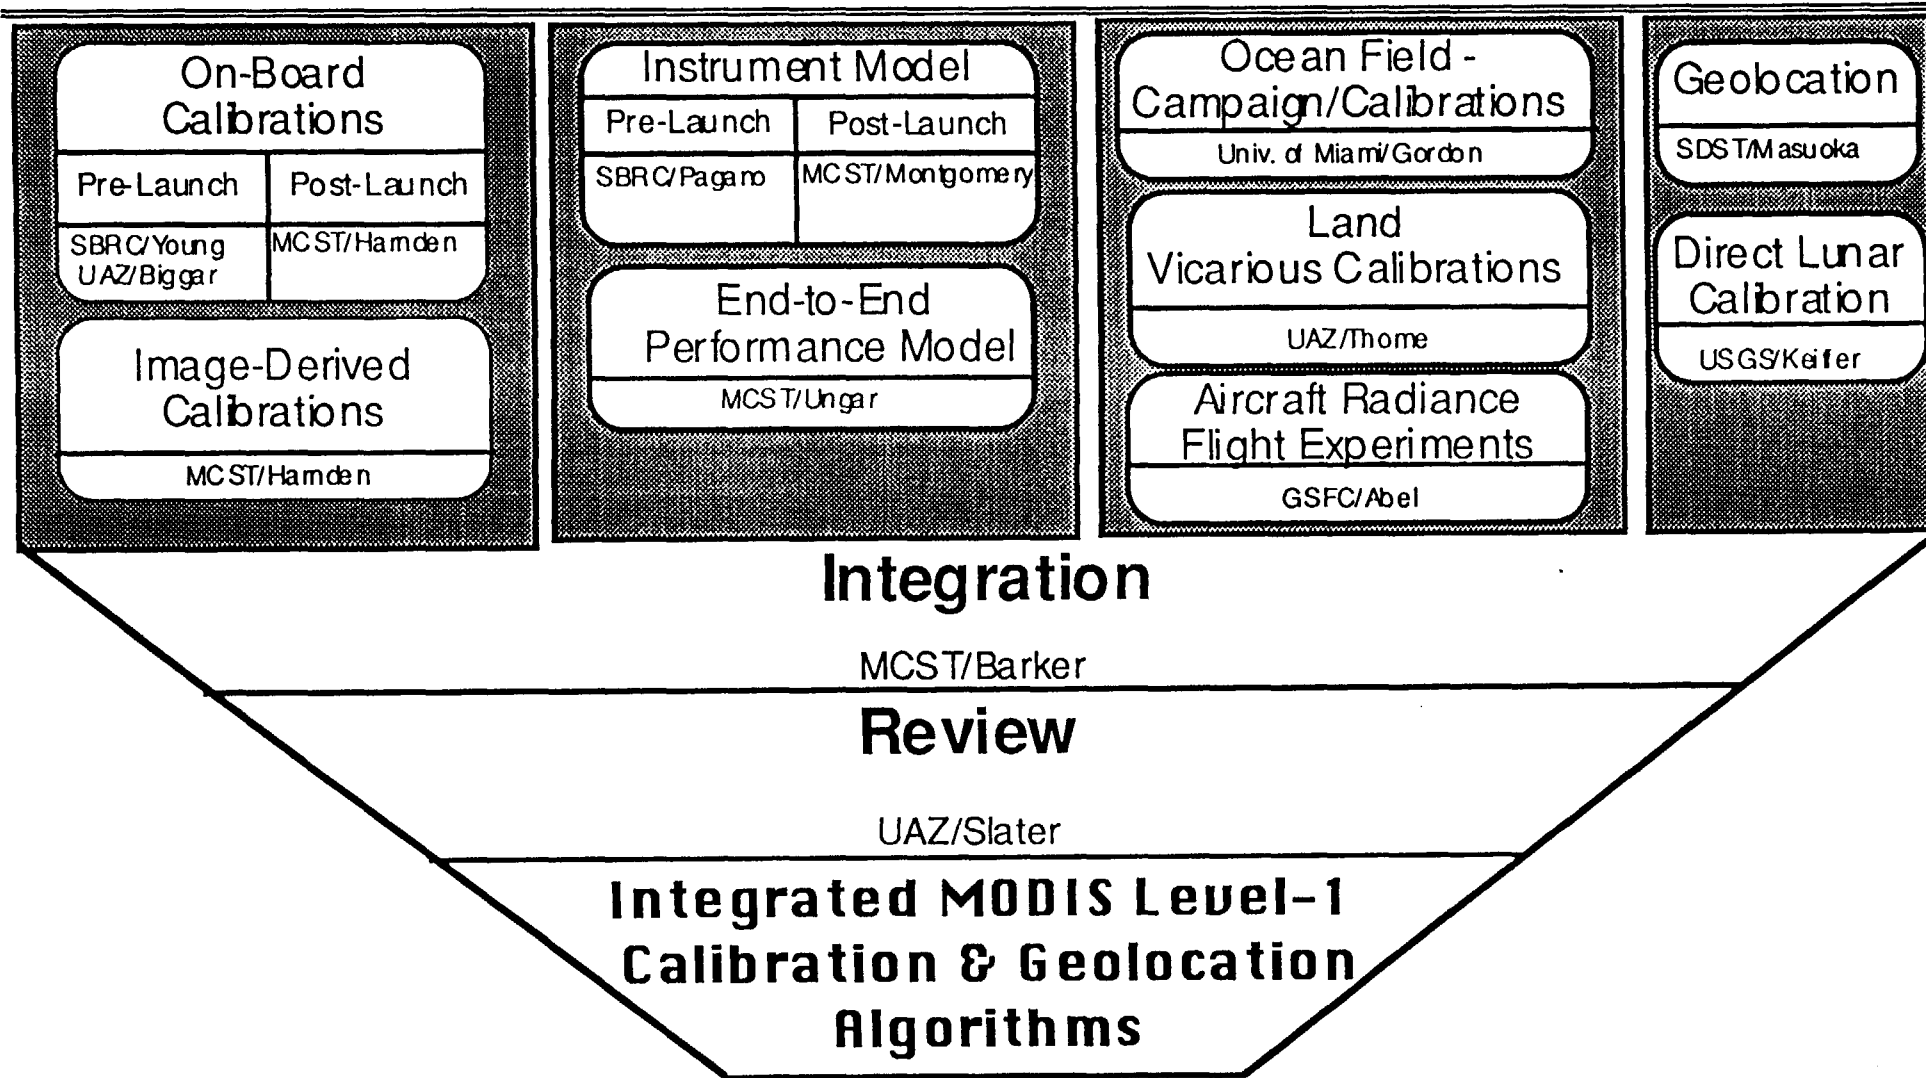 On-Board
Calibrations
Pre-Launch
Post-Launch
SBRC/Young
UAZ/Biggar
MCST/Harnden
Image-Derived
Calibrations
MCST/Harnden
Instrument Model
Pre-Launch
Post-Launch
SBRC/Pagano
MCST/Montgomery
End-to-End
Performance Model
MCST/Ungar
Ocean Field -
Campaign/Calibrations
Univ. of Miami/Gordon
Land
Vicarious Calibrations
UAZ/Thome
Aircraft Radiance
Flight Experiments
GSFC/Abel
Geolocation
SDST/Masuoka
Direct Lunar
Calibration
USGS/Keifer
Integration
MCST/Barker
Review
UAZ/Slater
Integrated MODIS Level-1
Calibration & Geolocation
Algorithms